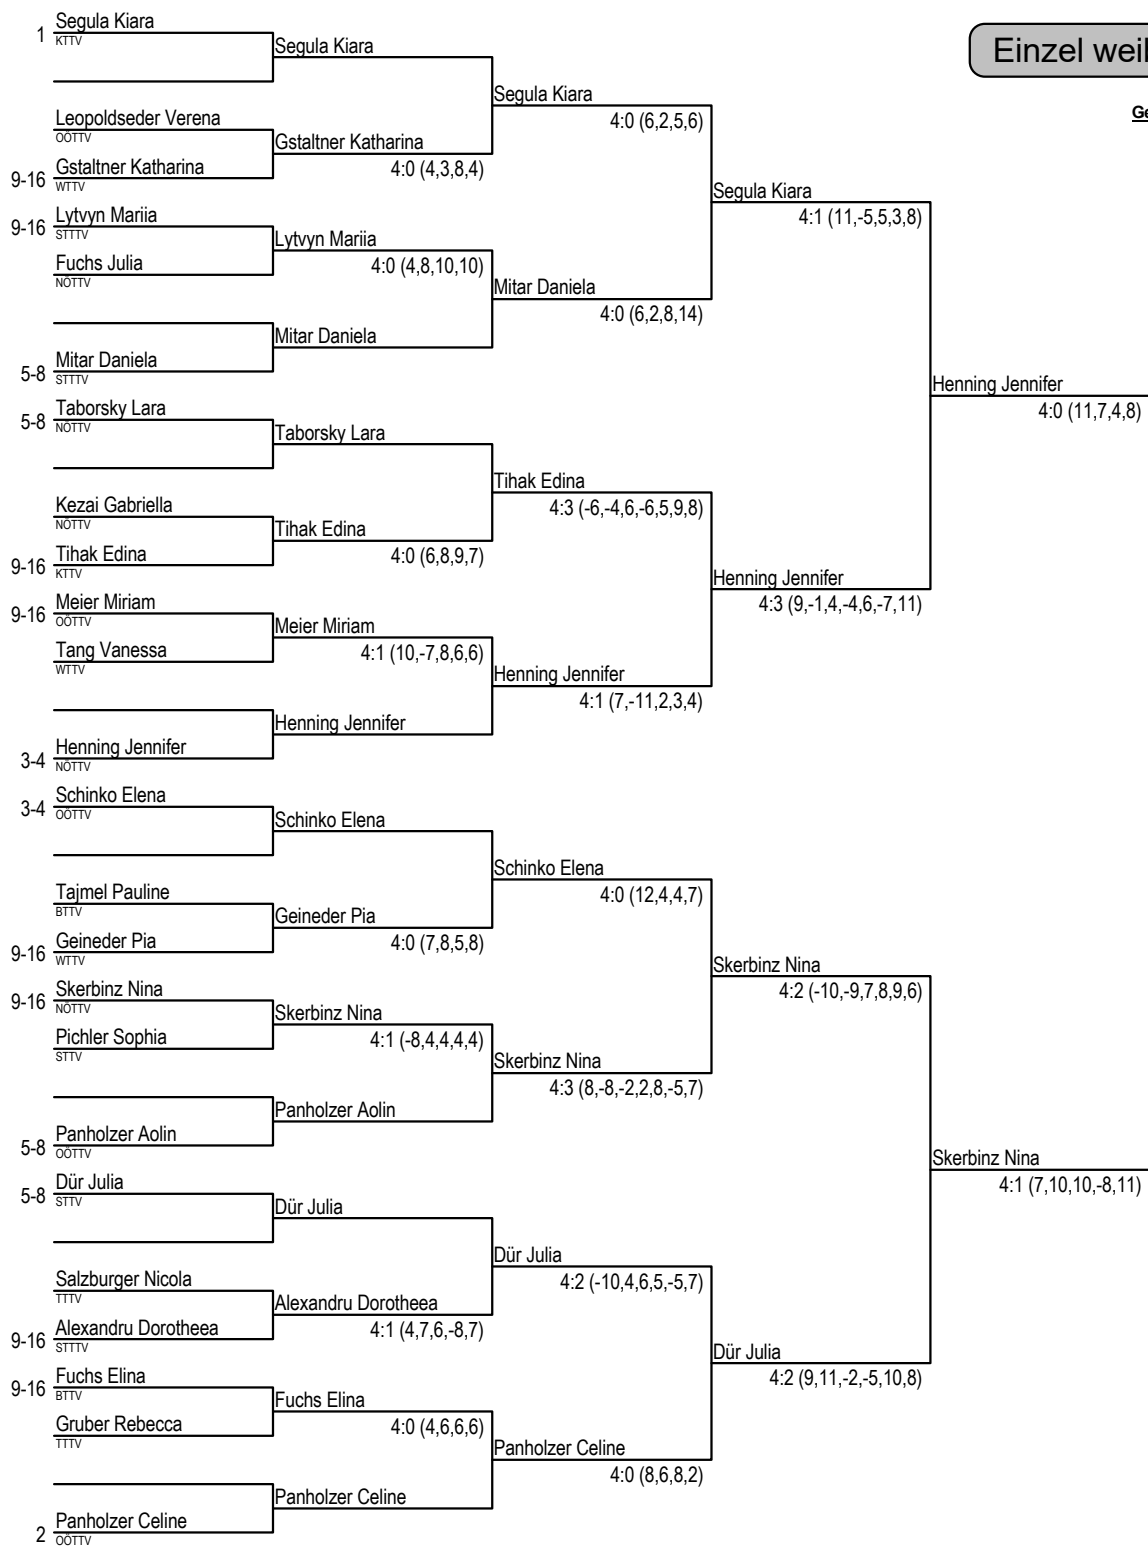 Einzel weil
Ge
1 Segula Kiara
KTTV
Leopoldseder Verena
OÖTTV
9-16 Gstaltner Katharina
WTTV
9-16 Lytvyn Mariia
STTTV
Fuchs Julia
NÖTTV
5-8 Mitar Daniela
STTTV
5-8 Taborsky Lara
NÖTTV
Kezai Gabriella
NÖTTV
9-16 Tihak Edina
KTTV
9-16 Meier Miriam
OÖTTV
Tang Vanessa
WTTV
3-4 Henning Jennifer
NÖTTV
3-4 Schinko Elena
OÖTTV
Tajmel Pauline
BTTV
9-16 Geineder Pia
WTTV
9-16 Skerbinz Nina
NÖTTV
Pichler Sophia
STTV
5-8 Panholzer Aolin
OÖTTV
5-8 Dür Julia
STTV
Salzburger Nicola
TTTV
9-16 Alexandru Dorotheea
STTTV
9-16 Fuchs Elina
BTTV
Gruber Rebecca
TTTV
2 Panholzer Celine
OÖTTV
Segula Kiara
Gstaltner Katharina
4:0 (4,3,8,4)
Lytvyn Mariia
4:0 (4,8,10,10)
Mitar Daniela
Taborsky Lara
Tihak Edina
4:0 (6,8,9,7)
Meier Miriam
4:1 (10,-7,8,6,6)
Henning Jennifer
Schinko Elena
Geineder Pia
4:0 (7,8,5,8)
Skerbinz Nina
4:1 (-8,4,4,4,4)
Panholzer Aolin
Dür Julia
Alexandru Dorotheea
4:1 (4,7,6,-8,7)
Fuchs Elina
4:0 (4,6,6,6)
Panholzer Celine
Segula Kiara
4:0 (6,2,5,6)
Mitar Daniela
4:0 (6,2,8,14)
Tihak Edina
4:3 (-6,-4,6,-6,5,9,8)
Henning Jennifer
4:1 (7,-11,2,3,4)
Schinko Elena
4:0 (12,4,4,7)
Skerbinz Nina
4:3 (8,-8,-2,2,8,-5,7)
Dür Julia
4:2 (-10,4,6,5,-5,7)
Panholzer Celine
4:0 (8,6,8,2)
Segula Kiara
4:1 (11,-5,5,3,8)
Henning Jennifer
4:3 (9,-1,4,-4,6,-7,11)
Skerbinz Nina
4:2 (-10,-9,7,8,9,6)
Dür Julia
4:2 (9,11,-2,-5,10,8)
Henning Jennifer
4:0 (11,7,4,8)
Skerbinz Nina
4:1 (7,10,10,-8,11)